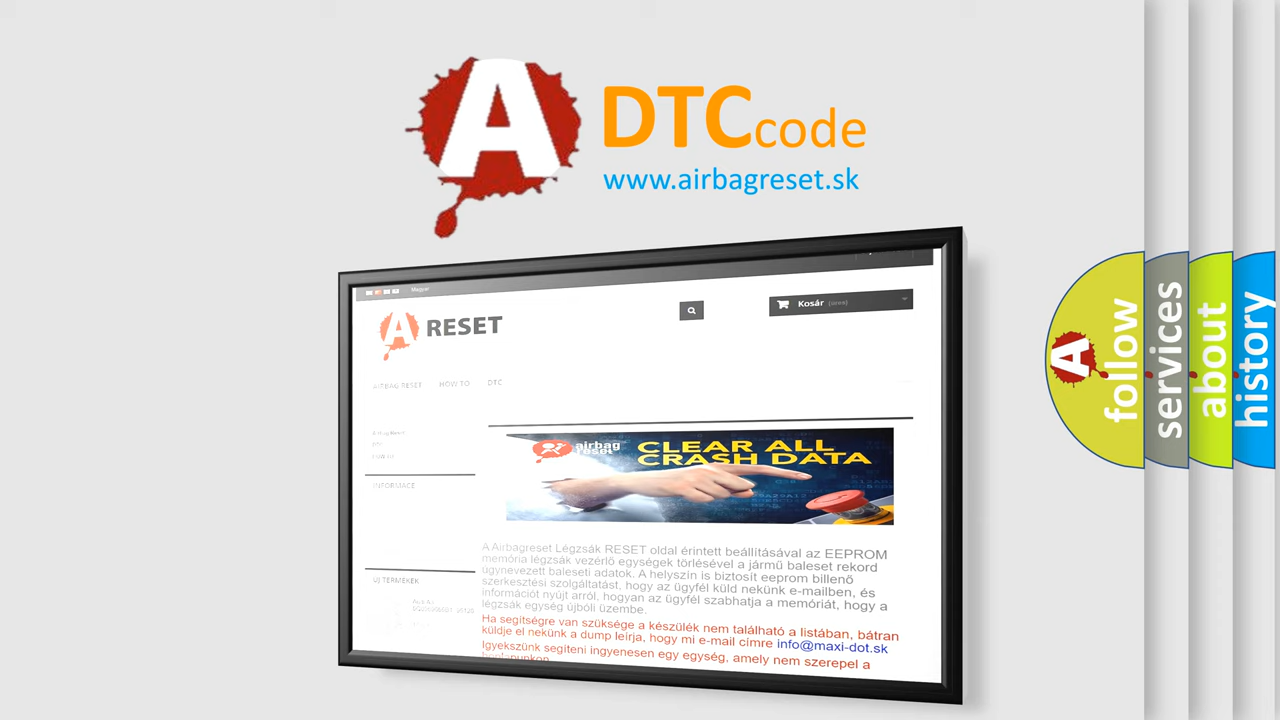 A
DTC code
www.airbagreset.sk
Magyar
A RESET
Kosár (üres)
AIRBAG RESET HOW TO DTC
INFORMACE
airbag
reset
CLEAR ALL
CRASH DATA
A Airbagreset Légzsák RESET oldal érintett beállításával az EEPROM
memória légzsák vezérlő egységek törlésével a jármű baleset rekord
úgynevezett baleseti adatok. A helyszín is biztosít eeprom billenő
szerkesztési szolgáltatást, hogy az ügyfél küld nekünk e-mailben, és
információt nyújt arról, hogyan az ügyfél szabhatja a memóriát, hogy a
légzsák egység újbóli üzembe.
Ha segítségre van szüksége a készülék nem található a listában, bátran
küldje el nekünk a dump leírja, hogy mi e-mail címre info@maxi-dot.sk
Igyekszünk segíteni ingyenesen egy egység, amely nem szerepel a
ÚJ TERMÉKEK
A
follow
services
about
history